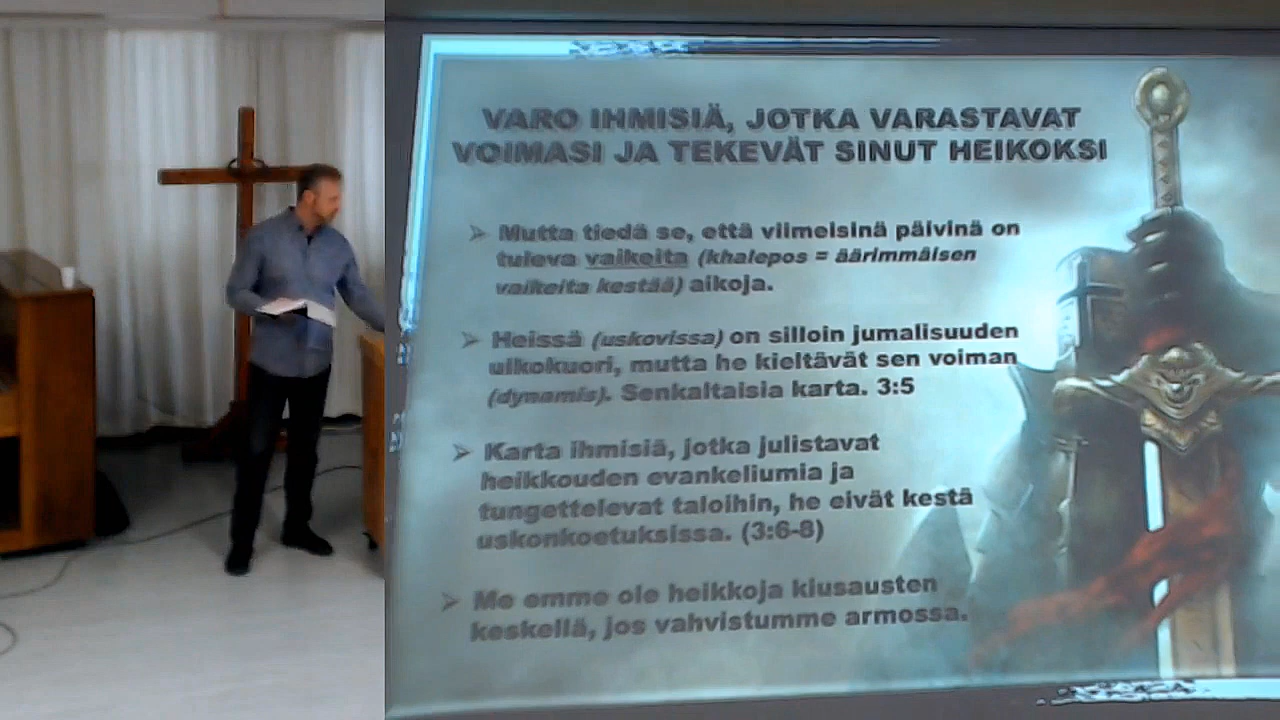 VARO IHMISIÄ, JOTKA VARASTAVAT
VOIMASI JA TEKEVÄT SINUT HEIKOKSI
➢ Mutta tiedä se, että viimeisinä päivinä on
tuleva vaikeita (khalepos = äärimmäisen
vaikeita kestää) aikoja.
➢ Heissä (uskovissa) on silloin jumalisuuden
ulkokuori, mutta he kieltävät sen voiman
(dynamis). Senkaltaisia karta. 3:5
➢ Karta ihmisiä, jotka julistavat
heikkouden evankeliumia ja
tungettelevat taloihin, he eivät kestä
uskonkoetuksissa. (3:6-8)
➢ Me emme ole heikkoja kiusausten
keskellä, jos vahvistumme armossa.